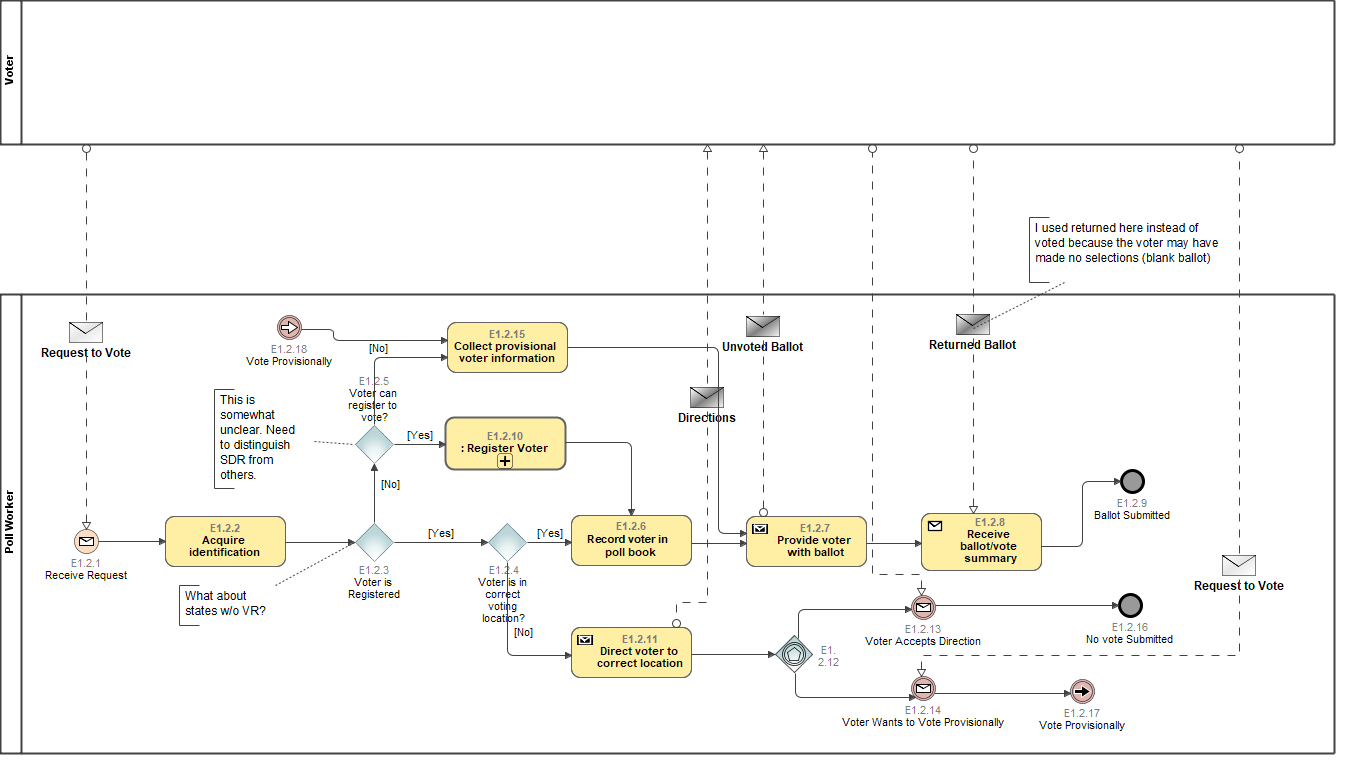 Voter
I used returned here instead of
voted because the voter may have
made no selections (blank ballot)
Poll Worker
Request to Vote
E1.2.18
Vote Provisionally
[No]
E1.2.15
Collect provisional
voter information
Unvoted Ballot
Returned Ballot
This is
somewhat
unclear. Need
to distinguish
SDR from
others.
E1.2.5
Voter can
register to
vote?
Directions
[Yes]
E1.2.10
: Register Voter
[No]
E1.2.9
Ballot Submitted
E1.2.1
Receive Request
E1.2.2
Acquire
identification
E1.2.3
Voter is
Registered
[Yes]
E1.2.4
Voter is in
correct
voting
location?
[Yes]
E1.2.6
Record voter in
poll book
E1.2.7
Provide voter
with ballot
E1.2.8
Receive
ballot/vote
summary
Request to Vote
What about
states w/o VR?
[No]
E1.2.11
Direct voter to
correct location
E1.
2.12
E1.2.13
Voter Accepts Direction
E1.2.16
No vote Submitted
E1.2.14
Voter Wants to Vote Provisionally
E1.2.17
Vote Provisionally